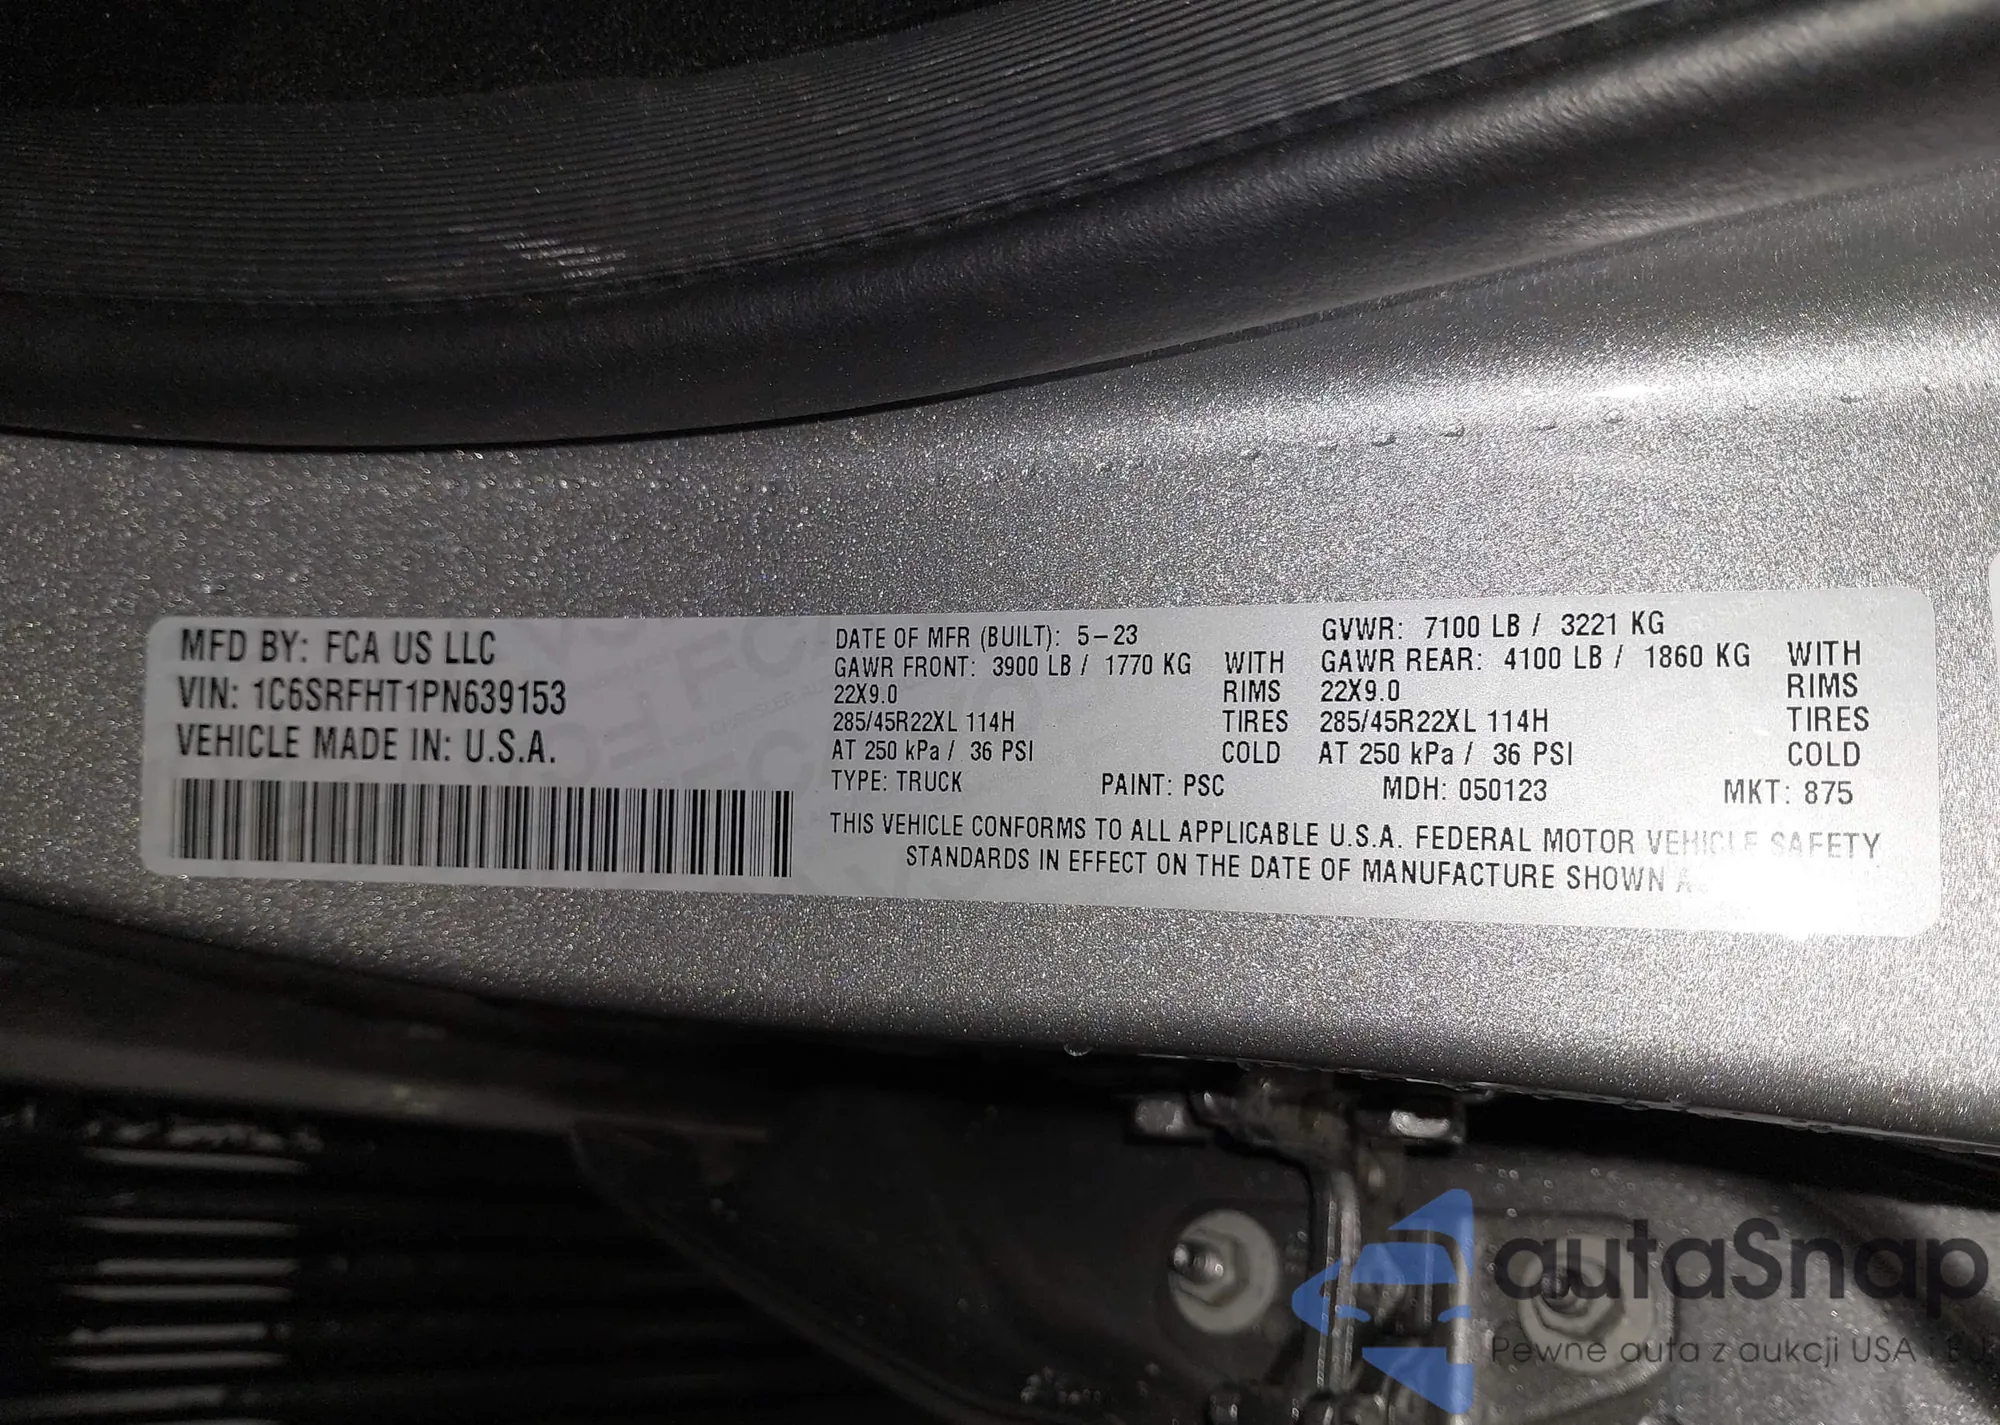 MFD BY: FCA US LLC
VIN: 1C6SRFHT1PN639153
VEHICLE MADE IN: U.S.A.
DATE OF MFR (BUILT): 5-23 GVWR: 7100 LB / 3221 KG
GAWR FRONT: 3900 LB / 1770 KG WITH GAWR REAR: 4100 LB / 1860 KG WITH
22X9.0 RIMS 22X9.0 RIMS
285/45R22XL 114H TIRES 285/45R22XL 114H TIRES
AT 250 kPa / 36 PSI COLD AT 250 kPa / 36 PSI COLD
TYPE: TRUCK PAINT: PSC MDH: 050123 MKT: 875
THIS VEHICLE CONFORMS TO ALL APPLICABLE U.S.A. FEDERAL MOTOR VEHICLE SAFETY
STANDARDS IN EFFECT ON THE DATE OF MANUFACTURE SHOWN
autaSnap
Pewne auta z aukcji USA i EU